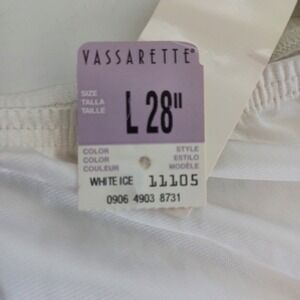 VASSARETTE®
SIZE
TALLA
TAILLE
L 28"
COLOR STYLE
COLOR ESTILO
COULEUR MODÈLE
WHITE ICE 11105
0906 4903 8731